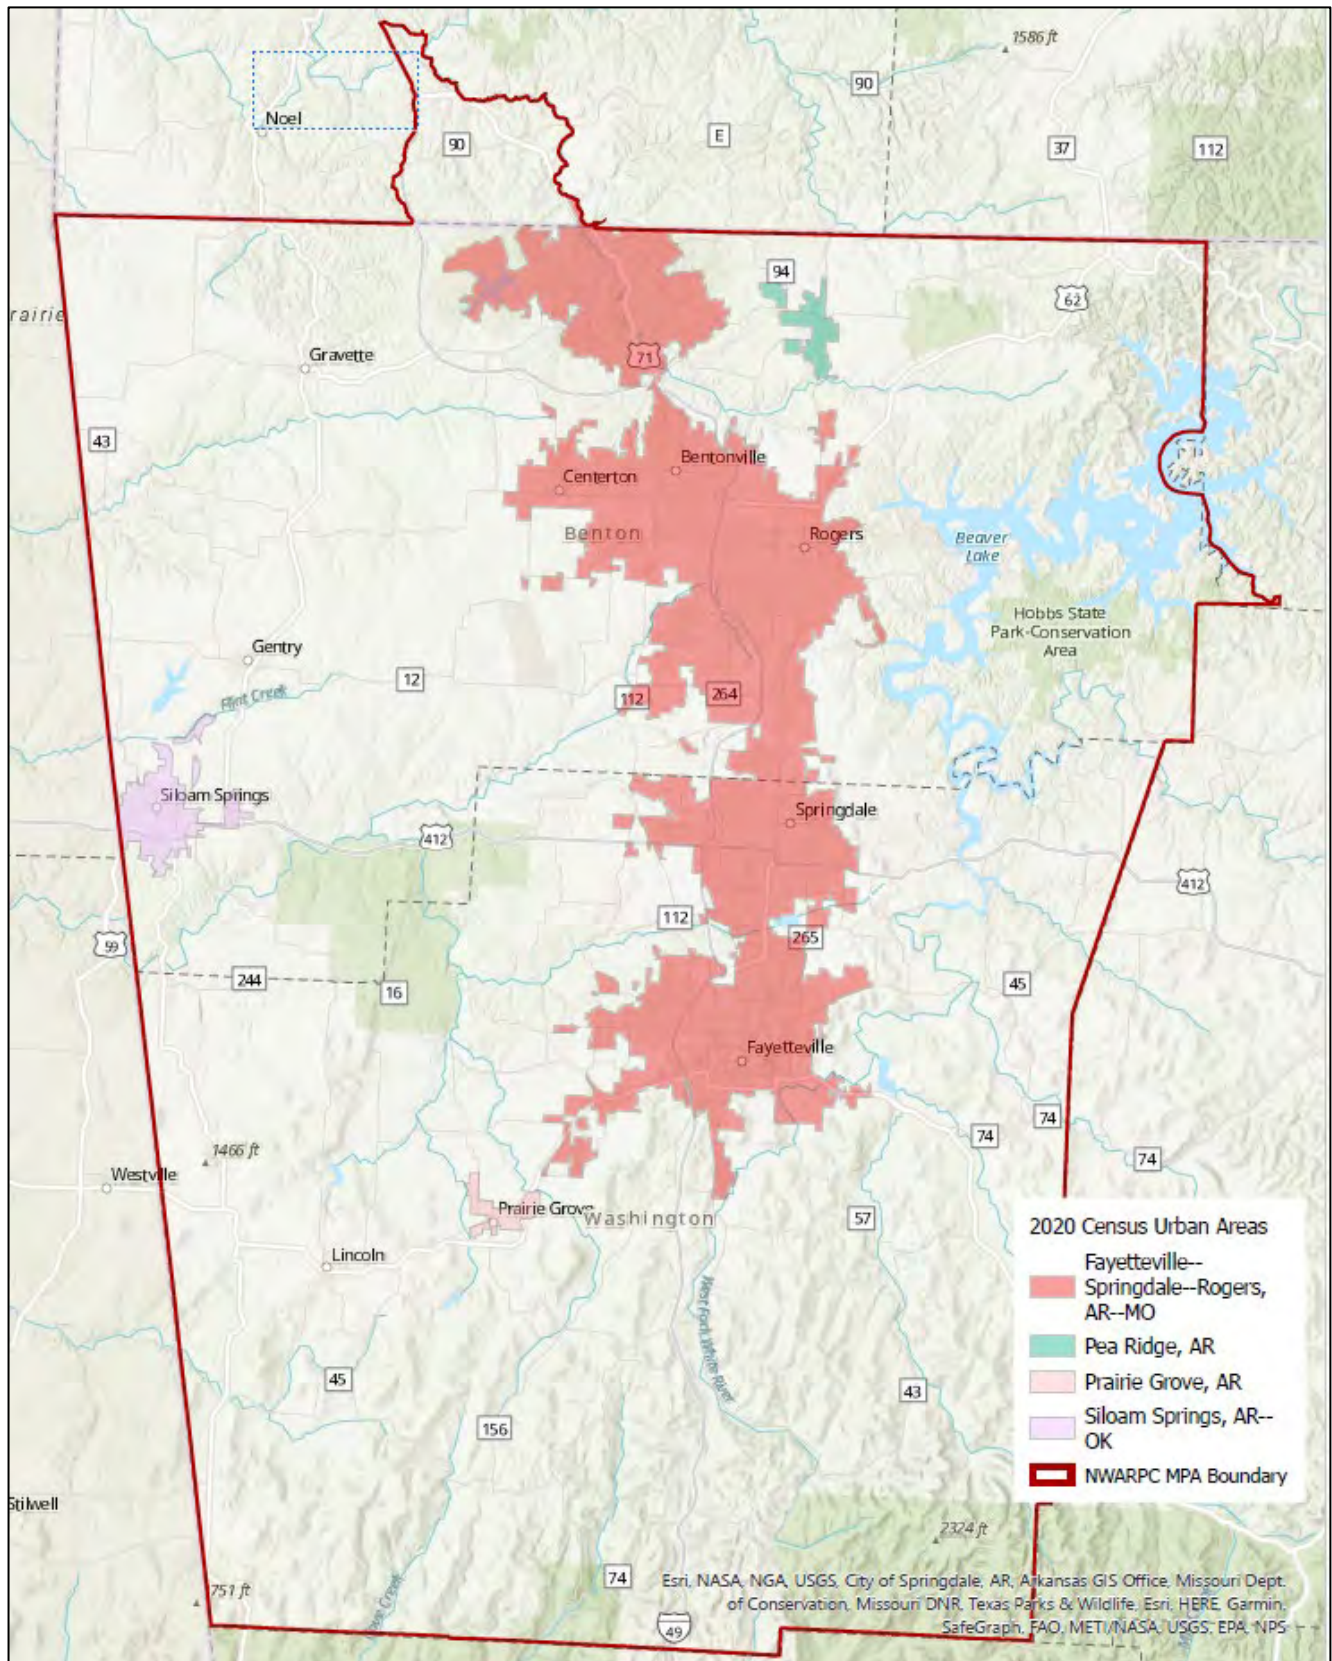 1586 ft
90
Noel
90
E
37
112
94
62
rairie
71
Gravette
43
Bentonville
Centerton
Benton
Rogers
Beaver
Lake
Hobbs State
Park-Conservation
Area
Gentry
12
Flint Creek
112
264
Siloam Springs
Springdale
412
412
112
265
59
244
16
45
Fayetteville
74
74
74
1466 ft
Westville
Prairie Grove
Washington
57
Lincoln
West Fork White River
45
43
156
Stilwell
2324 ft
74
751 ft
49
2020 Census Urban Areas
Fayetteville--
Springdale--Rogers,
AR--MO
Pea Ridge, AR
Prairie Grove, AR
Siloam Springs, AR--
OK
NWARPC MPA Boundary
Esri, NASA, NGA, USGS, City of Springdale, AR, Arkansas GIS Office, Missouri Dept.
of Conservation, Missouri DNR, Texas Parks & Wildlife, Esri, HERE, Garmin,
SafeGraph, FAO, METI/NASA, USGS, EPA, NPS